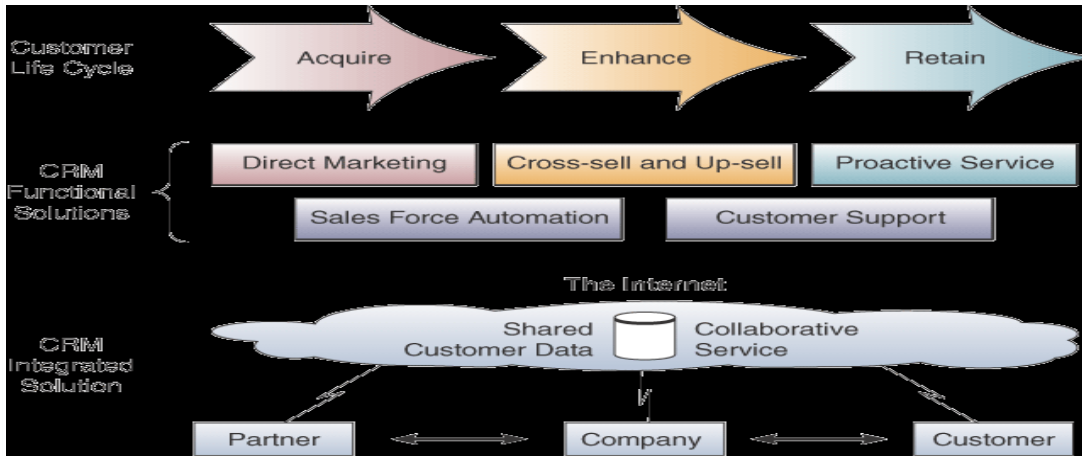 Customer
Life Cycle
Acquire
Enhance
Retain
CRM
Functional
Solutions
Direct Marketing
Cross-sell and Up-sell
Proactive Service
Sales Force Automation
Customer Support
The Internet
CRM
Integrated
Solution
Shared
Customer Data
Collaborative
Service
Partner
Company
Customer